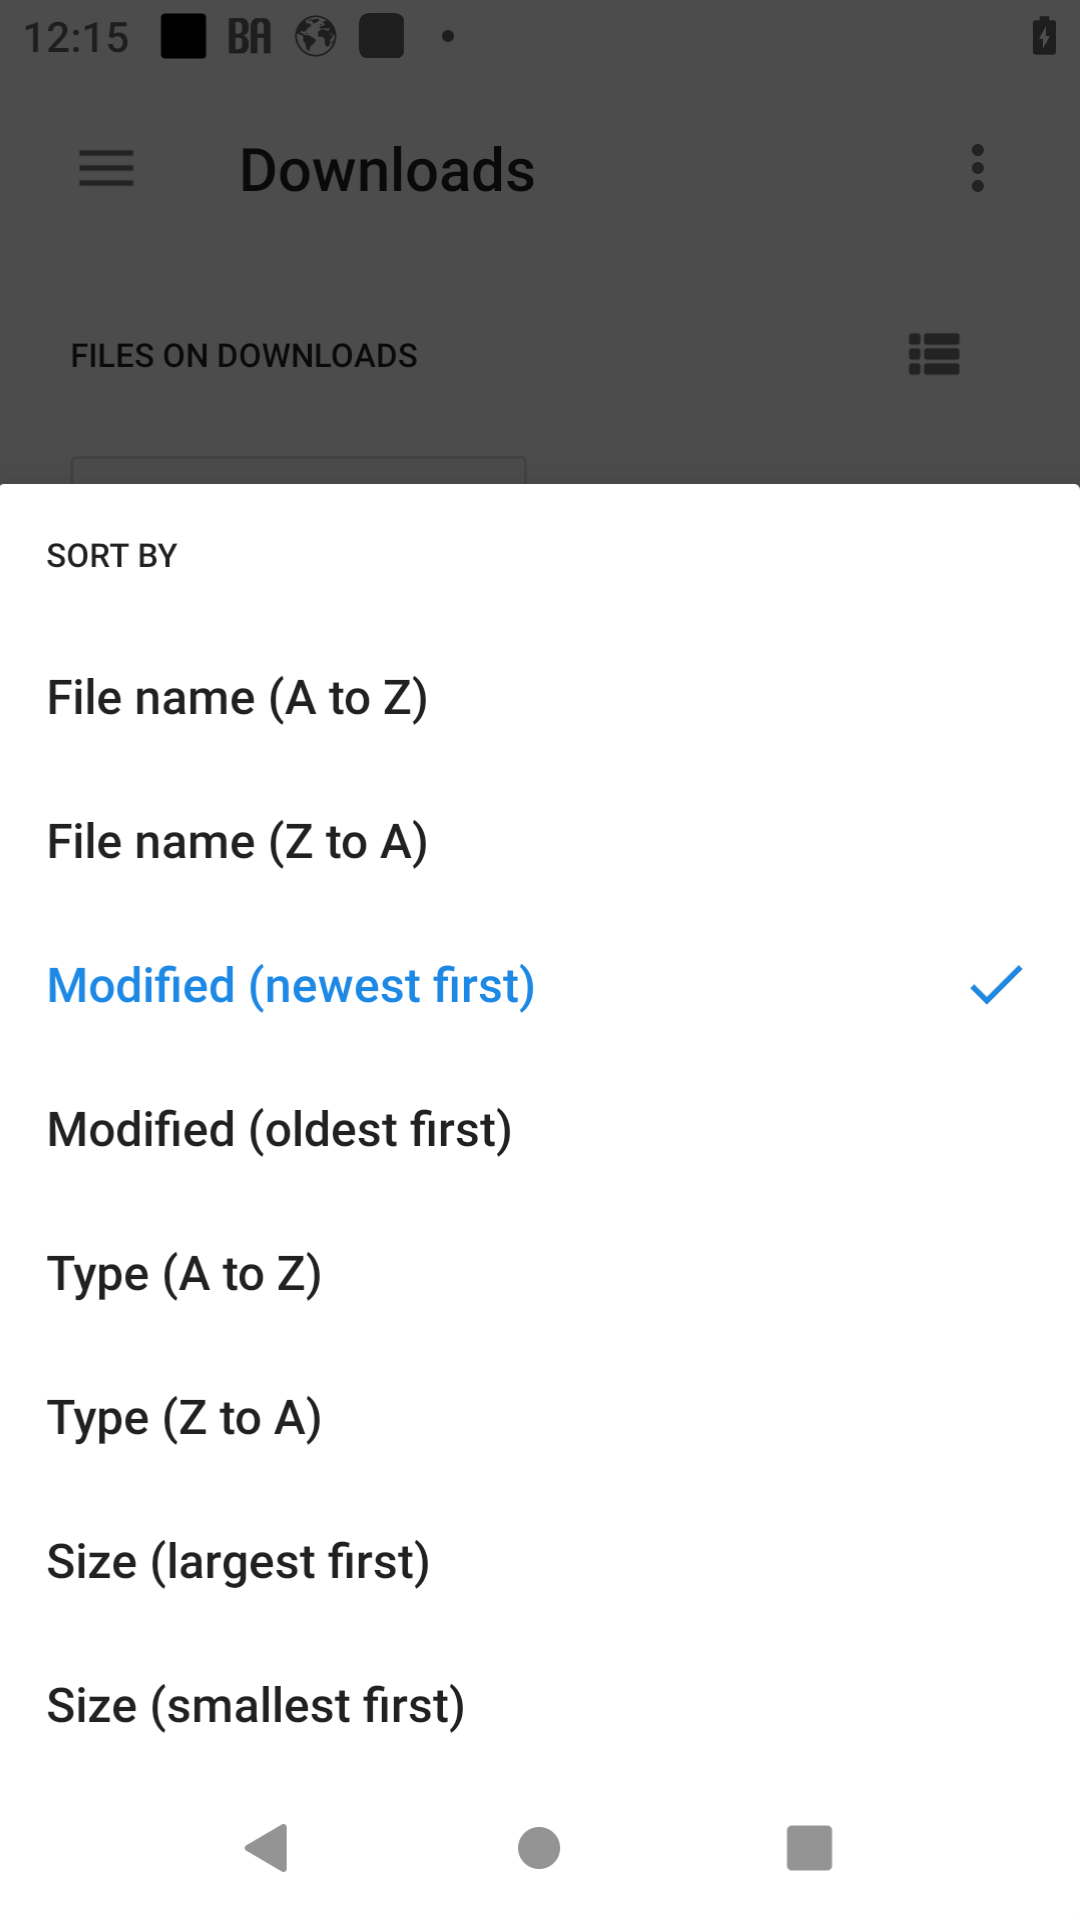 12:15 BA
Downloads
FILES ON DOWNLOADS
SORT BY
File name (A to Z)
File name (Z to A)
Modified (newest first)
Modified (oldest first)
Type (A to Z)
Type (Z to A)
Size (largest first)
Size (smallest first)